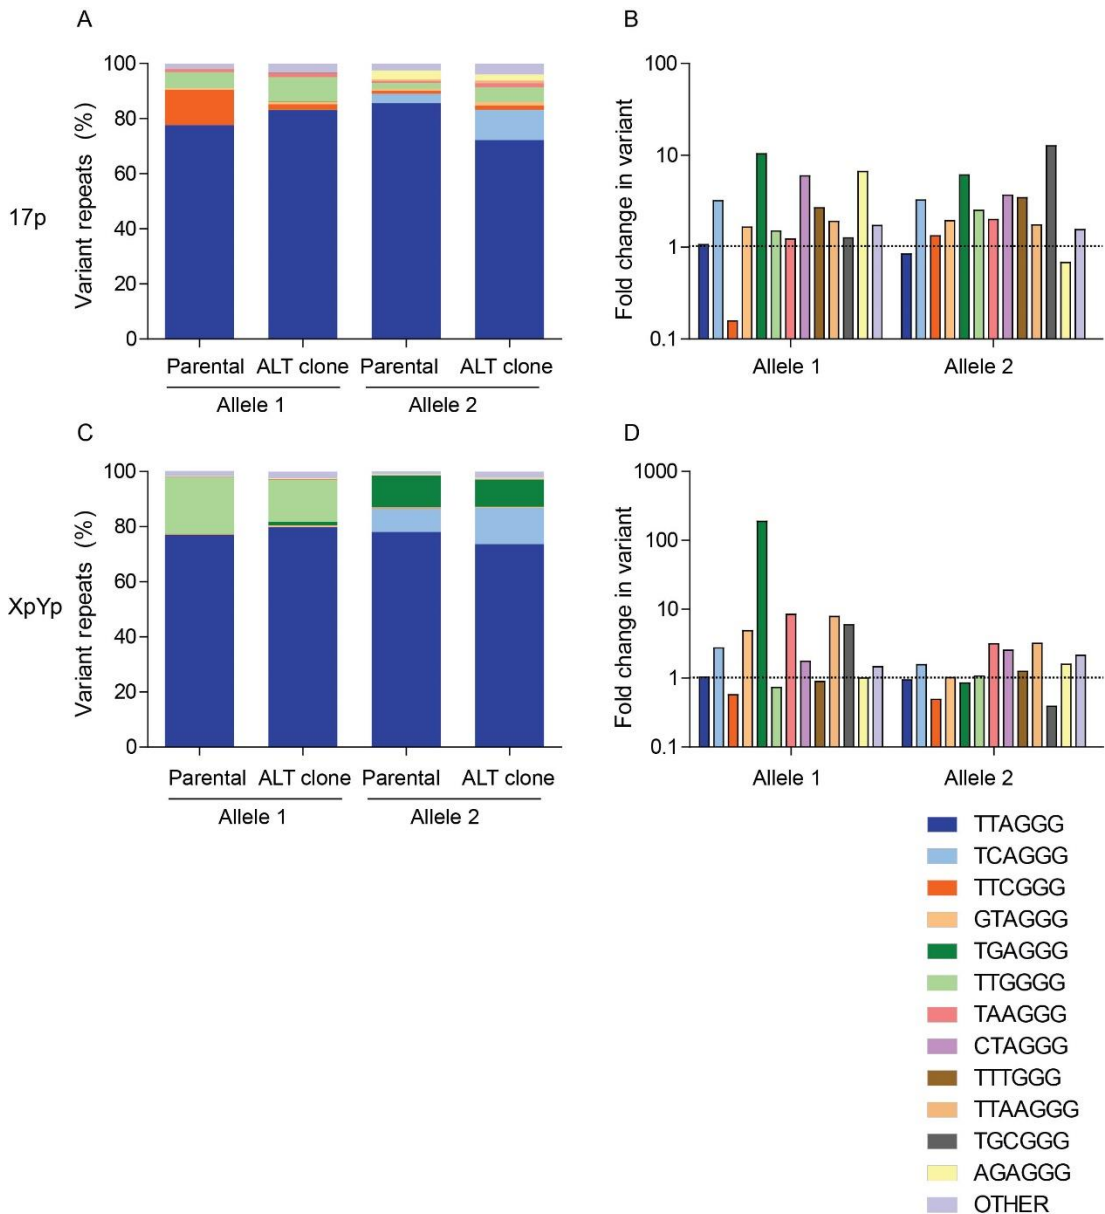 A
B
17p
Variant repeats (%)
100
80
60
40
20
0
Parental ALT clone Parental ALT clone
Allele 1 Allele 2
Fold change in variant
100
10
1
0.1
Allele 1 Allele 2
C
D
XpYp
Variant repeats (%)
100
80
60
40
20
0
Parental ALT clone Parental ALT clone
Allele 1 Allele 2
Fold change in variant
1000
100
10
1
0.1
Allele 1 Allele 2
TTAGGG
TCAGGG
TTCGGG
GTAGGG
TGAGGG
TTGGGG
TAAGGG
CTAGGG
TTTGGG
TTAAGGG
TGCGGG
AGAGGG
OTHER